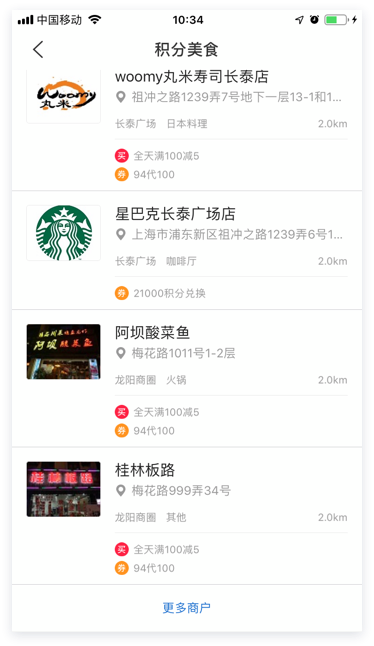 中国移动
10:34
积分美食
woomy
丸米
woomy丸米寿司长泰店
祖冲之路1239弄7号地下一层13-1和1...
长泰广场 日本料理 2.0km
买 全天满100减5
券 94代100
星巴克长泰广场店
上海市浦东新区祖冲之路1239弄6号1...
长泰广场 咖啡厅 2.0km
券 21000积分兑换
阿坝酸菜鱼
阿坝酸菜鱼
梅花路1011号1-2层
龙阳商圈 火锅 2.0km
买 全天满100减5
券 94代100
桂林板路
梅花路999弄34号
龙阳商圈 其他 2.0km
买 全天满100减5
券 94代100
更多商户